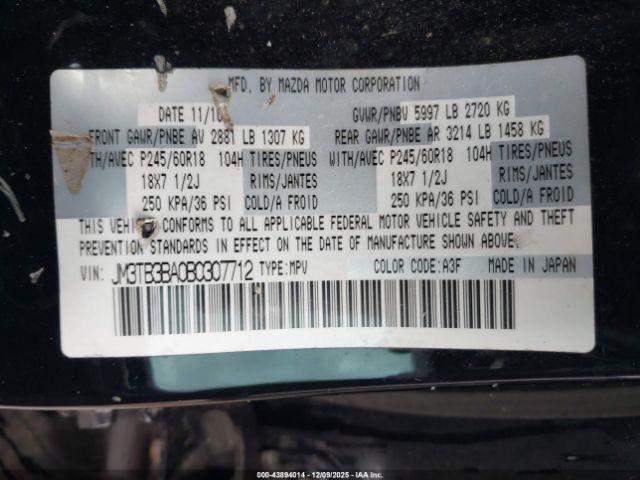 MFD. BY MAZDA MOTOR CORPORATION
DATE 11/10 GVWR/PNBV 5997 LB 2720 KG
FRONT GAWR/PNBE AV 2881 LB 1307 KG REAR GAWR/PNBE AR 3214 LB 1458 KG
TH/AVEC P245/60R18 104H TIRES/PNEUS WITH/AVEC P245/60R18 104H TIRES/PNEUS
18X7 1/2J RIMS/JANTES 18X7 1/2J RIMS/JANTES
250 KPA/36 PSI COLD/A FROID 250 KPA/36 PSI COLD/A FROID
THIS VEHICLE CONFORMS TO ALL APPLICABLE FEDERAL MOTOR VEHICLE SAFETY AND THEFT
PREVENTION STANDARDS IN EFFECT ON THE DATE OF MANUFACTURE SHOWN ABOVE.
VIN: JM3TB3BA0B0307712 TYPE: MPV COLOR CODE: A3F MADE IN JAPAN
000-43894014 - 12/09/2025 - IAA Inc.